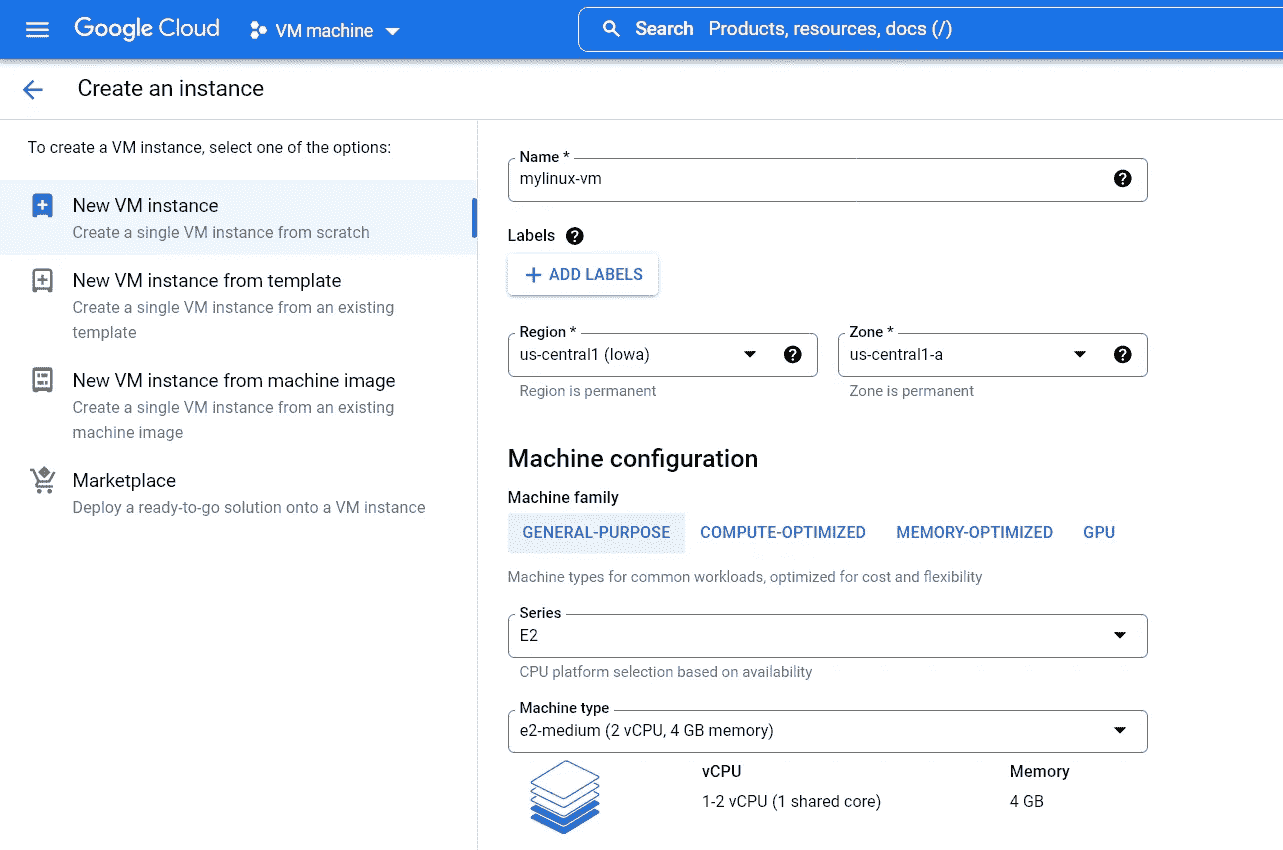 Google Cloud
VM machine
Search Products, resources, docs (/)
Create an instance
To create a VM instance, select one of the options:
New VM instance
Create a single VM instance from scratch
New VM instance from template
Create a single VM instance from an existing
template
New VM instance from machine image
Create a single VM instance from an existing
machine image
Marketplace
Deploy a ready-to-go solution onto a VM instance
Name *
mylinux-vm
Labels
ADD LABELS
Region *
us-central1 (Iowa)
Region is permanent
Zone *
us-central1-a
Zone is permanent
Machine configuration
Machine family
GENERAL-PURPOSE COMPUTE-OPTIMIZED MEMORY-OPTIMIZED GPU
Machine types for common workloads, optimized for cost and flexibility
Series
E2
CPU platform selection based on availability
Machine type
e2-medium (2 vCPU, 4 GB memory)
vCPU
1-2 vCPU (1 shared core)
Memory
4 GB